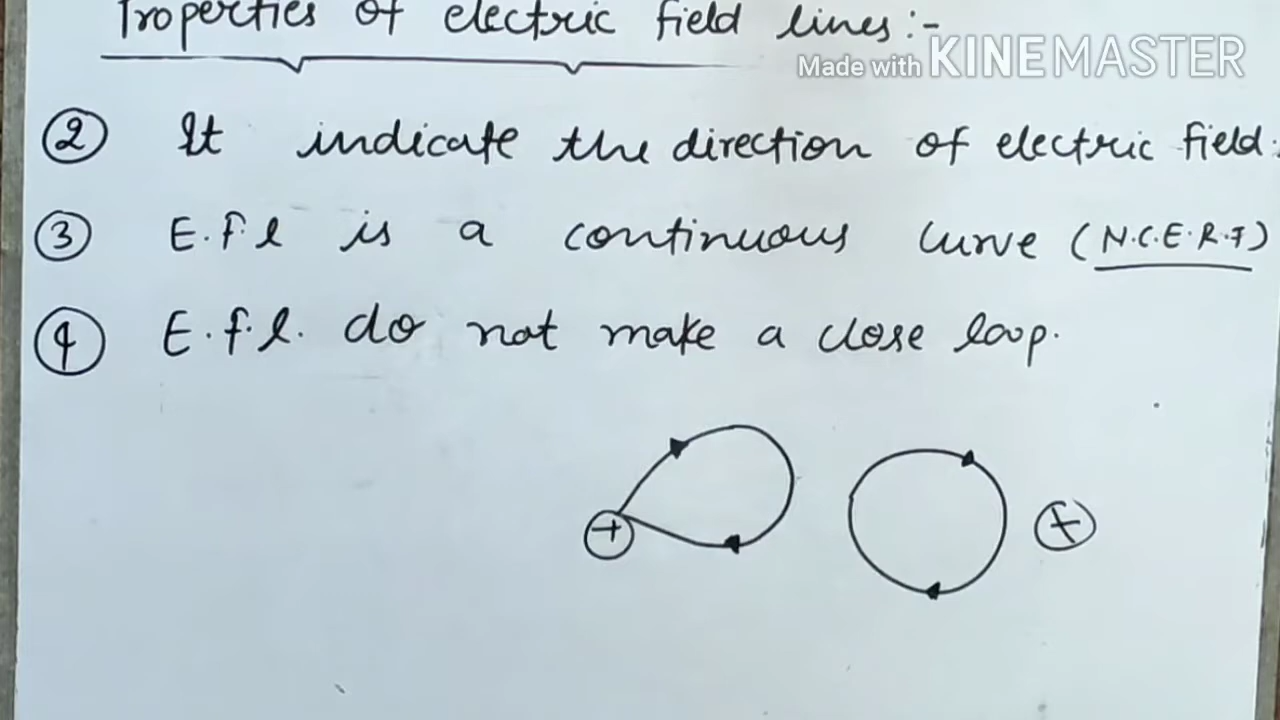 Properties of electric field lines:-
Made with KINEMASTER
② It indicate the direction of electric field.
③ E.f.l is a continuous curve (N.C.E.R.T)
④ E.f.l. do not make a close loop.
+ +